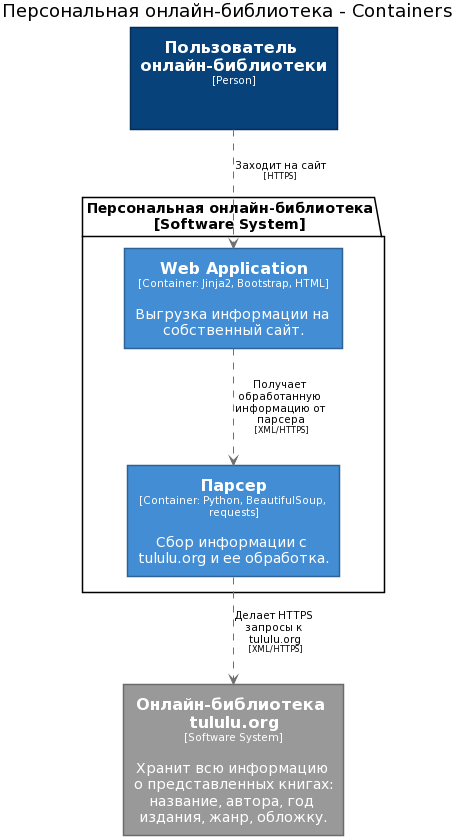 Персональная онлайн-библиотека - Containers
Пользователь
онлайн-библиотеки
[Person]
Заходит на сайт
[HTTPS]
Персональная онлайн-библиотека
[Software System]
Web Application
[Container: Jinja2, Bootstrap, HTML]
Выгрузка информации на
собственный сайт.
Получает
обработанную
информацию от
парсера
[XML/HTTPS]
Парсер
[Container: Python, BeautifulSoup,
requests]
Сбор информации с
tululu.org и ее обработка.
Делает HTTPS
запросы к
tululu.org
[XML/HTTPS]
Онлайн-библиотека
tululu.org
[Software System]
Хранит всю информацию
о представленных книгах:
название, автора, год
издания, жанр, обложку.